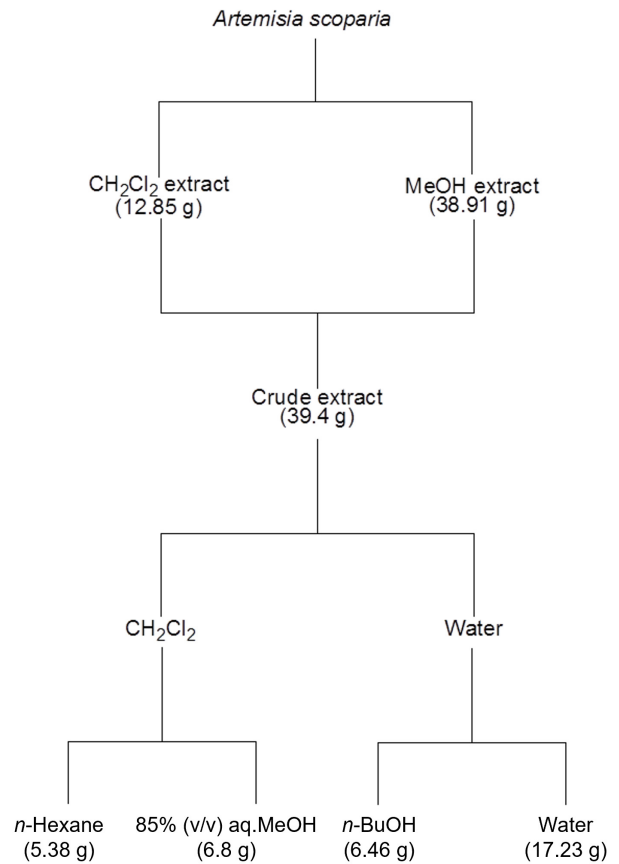 Artemisia scoparia
CH₂Cl₂ extract
(12.85 g)
MeOH extract
(38.91 g)
Crude extract
(39.4 g)
CH₂Cl₂
Water
n-Hexane
(5.38 g)
85% (v/v) aq.MeOH
(6.8 g)
n-BuOH
(6.46 g)
Water
(17.23 g)